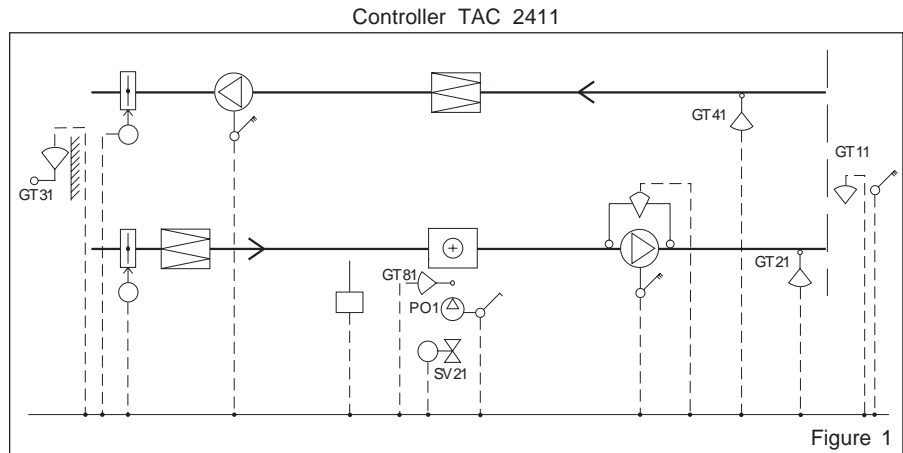 Controller TAC 2411
GT41
GT11
GT31
GT21
GT81
PO1
SV21
Figure 1